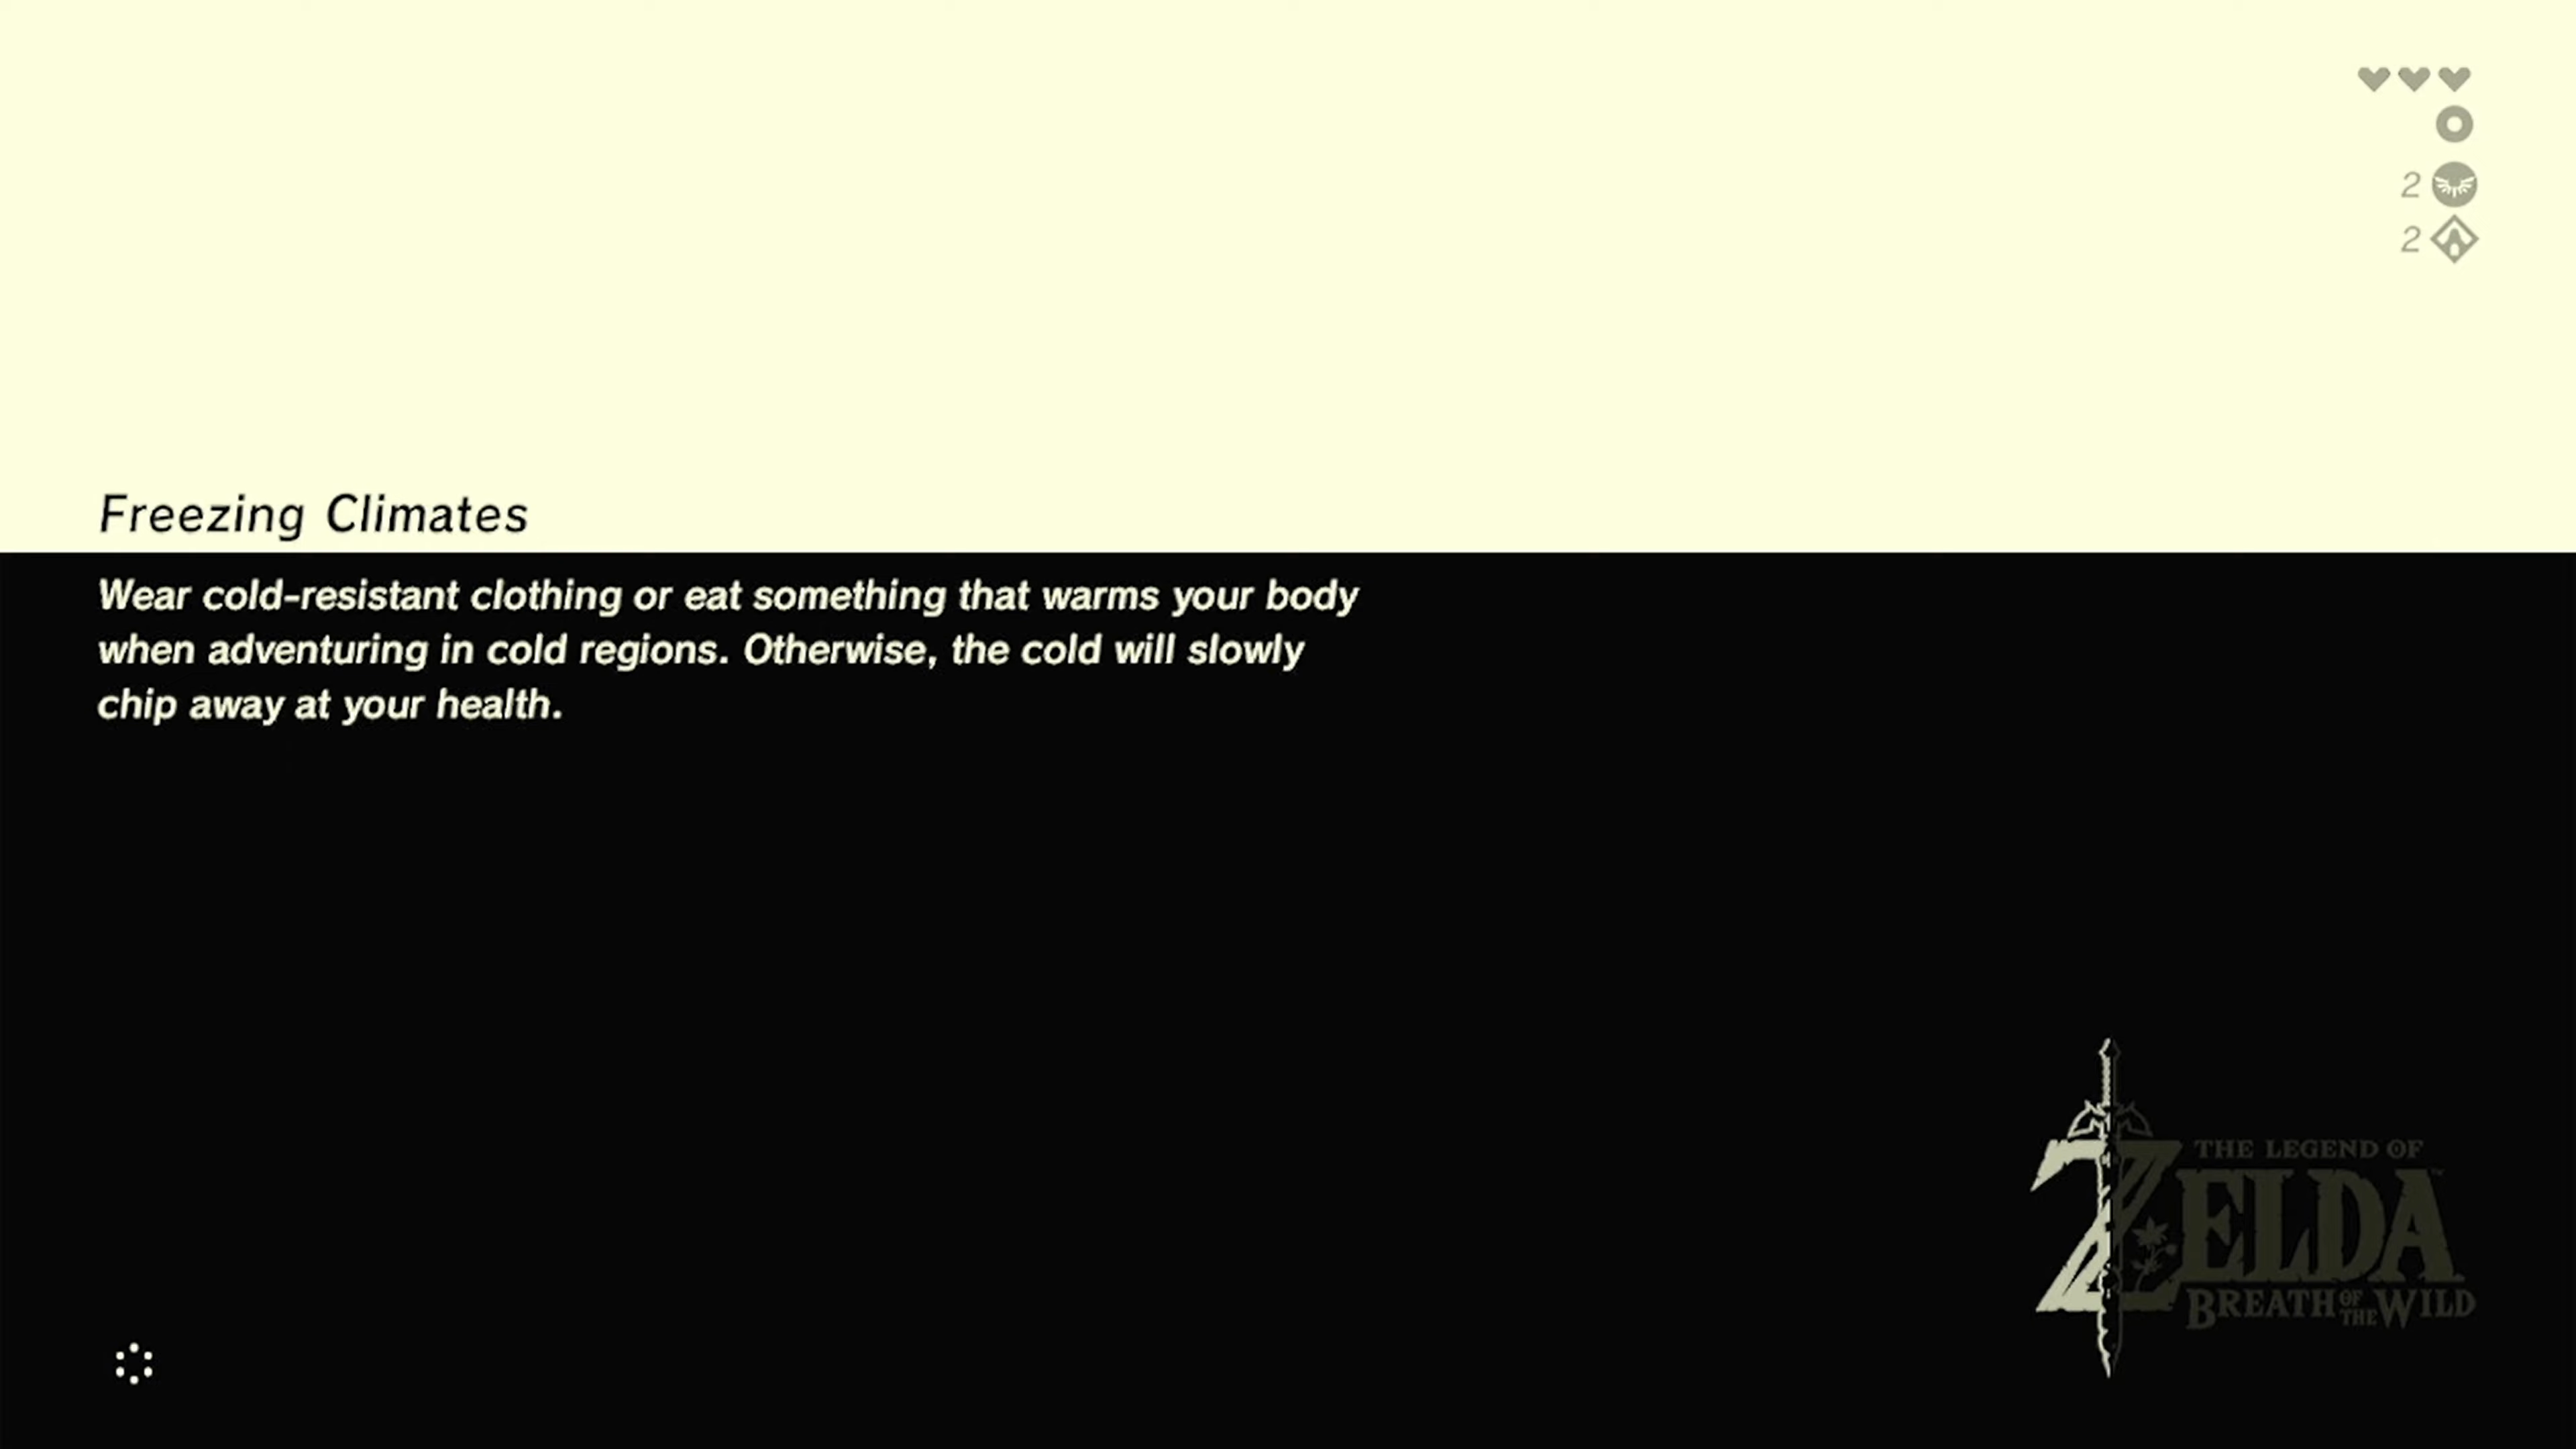 2
2
Freezing Climates
Wear cold-resistant clothing or eat something that warms your body
when adventuring in cold regions. Otherwise, the cold will slowly
chip away at your health.
THE LEGEND OF
ZELDA
BREATH OF THE WILD